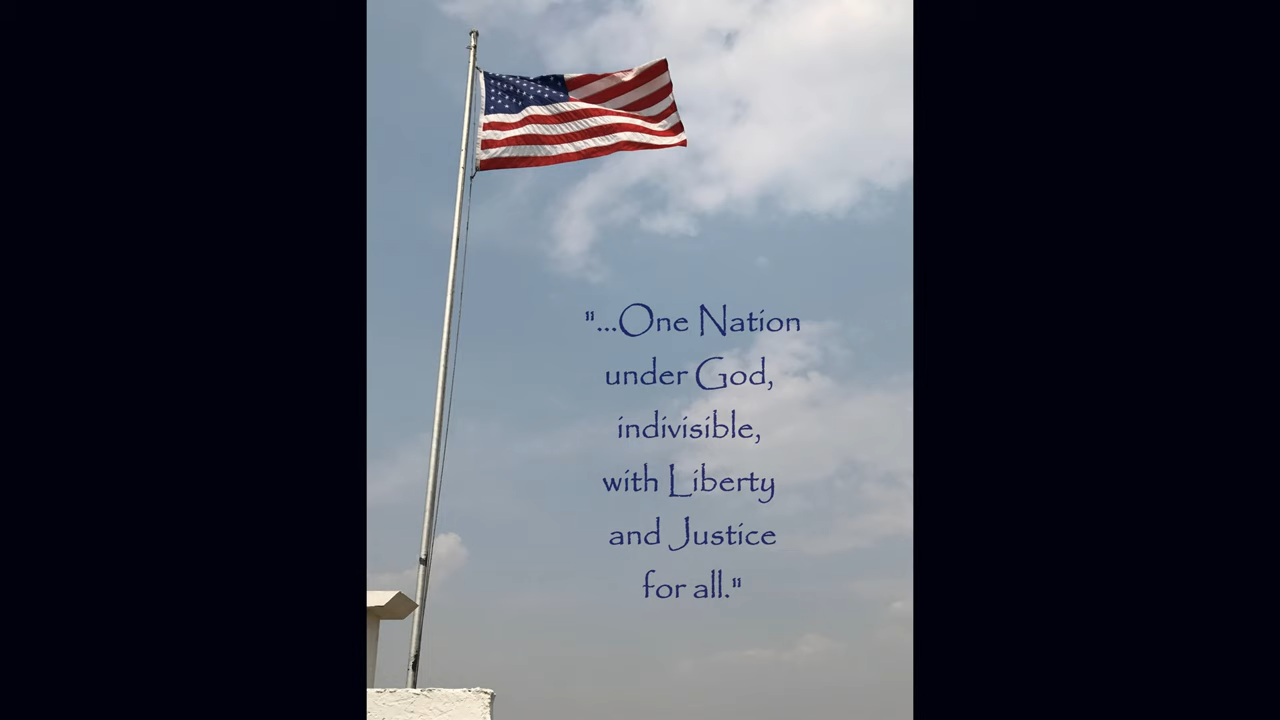 "...One Nation
under God,
indivisible,
with Liberty
and Justice
for all."